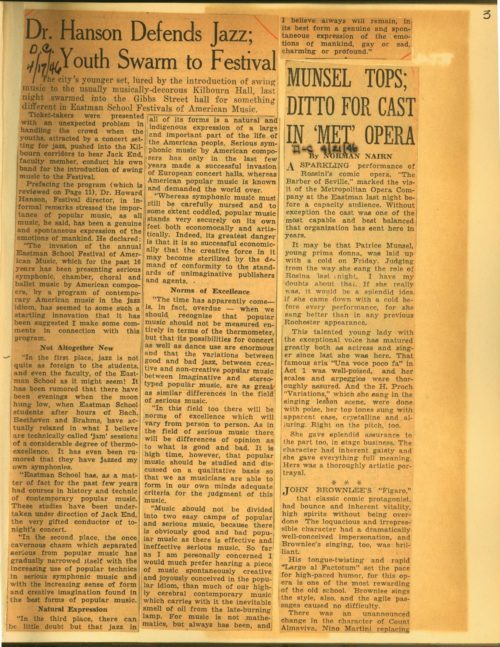 3
Dr. Hanson Defends Jazz;
D.C.
4/17/46
Youth Swarm to Festival
The city's younger set, lured by the introduction of swing
music to the usually musically-decorous Kilbourn Hall, last
night swarmed into the Gibbs Street hall for something
different in Eastman School Festivals of American Music.
Ticket-takers were presented
with an unexpected problem in
handling the crowd when the
youths, attracted by a concert set-
ting for jazz, pushed into the Kil-
bourn corridors to hear Jack End,
faculty member, conduct his own
band for the introduction of swing
music to the Festival.
Prefacing the program (which is
reviewed on Page 11), Dr. Howard
Hanson, Festival director, in in-
formal remarks stressed the impor-
tance of popular music, as all
music, he said, has been a genuine
and spontaneous expression of the
emotions of mankind. He declared:
"The invasion of the annual
Eastman School Festival of Amer-
ican Music, which for the past 16
years has been presenting serious
symphonic, chamber, choral and
ballet music by American compos-
ers, by a program of contempo-
rary American music in the jazz
idiom, has seemed to some such a
startling innovation that it has
been suggested I make some com-
ments in connection with this
program.
Not Altogether New
"In the first place, jazz is not
quite as foreign to the students,
and even the faculty, of the East-
man School as it might seem! It
has been rumored that there have
been evenings when the moon
hung low, when Eastman School
students after hours of Bach,
Beethoven and Brahms, have ac-
tually relaxed in what I believe
are technically called 'jam' sessions
of a considerable degree of thermo-
excellence. It has even been ru-
mored that they have jazzed my
own symphonies.
"Eastman School has, as a mat-
ter of fact for the past few years
had courses in history and technic
of contemporary popular music.
These studies have been under-
taken under direction of Jack End,
the very gifted conductor of to-
night's concert.
"In the second place, the once
cavernous chasm which separated
serious from popular music has
gradually narrowed itself with the
increasing use of popular technics
in serious symphonic music and
with the increasing sense of form
and creative imagination found in
the best forms of popular music.
Natural Expression
"In the third place, there can
be little doubt but that jazz in
all of its forms is a natural and
indigenous expression of a large
and important part of the life of
the American people. Serious sym-
phonic music by American compo-
sers has only in the last few
years made a successful invasion
of European concert halls, whereas
American popular music is known
and demanded the world over.
"Whereas symphonic music must
still be carefully nursed and to
some extent coddled, popular music
stands very securely on its own
feet both economically and artis-
tically. Indeed, its greatest danger
is that it is so successful economic-
ally that the creative force in it
may become sterilized by the de-
mand of conformity to the stand-
ards of unimaginative publishers
and agents.
Norms of Excellence
"The time has apparently come—
is, in fact, overdue — when we
should recognize that popular
music should not be measured en-
tirely in terms of the thermometer,
but that its possibilities for concert
as well as dance use are enormous
and that the variations between
good and bad jazz, between crea-
tive and non-creative popular music
between imaginative and stereo-
typed popular music, are as great
as similar differences in the field
of serious music.
"In this field too there will be
norms of excellence which will
vary from person to person. As in
the field of serious music there
will be differences of opinion as
to what is good and bad. It is
high time, however, that popular
music should be studied and dis-
cussed on a qualitative basis so
that we as musicians are able to
form in our own minds adequate
criteria for the judgment of this
music.
"Music should not be divided
into two easy camps of popular
and serious music, because there
is obviously good and bad popu-
lar music as there is effective and
ineffective serious music. So far
as I am pesonally concerned I
would much prefer hearing a piece
of music spontaneously creative
and joyously conceived in the popu-
lar idiom, than much of our high-
ly cerebral contemporary music
which carries with it the inevitable
smell of oil from the late-burning
lamp. For music is not mathe-
matics, but always has been, and
I believe always will remain, in
its best form a genuine and spon-
taneous expression of the emo-
tions of mankind, gay or sad,
charming or profound."
MUNSEL TOPS;
DITTO FOR CAST
IN 'MET' OPERA
By NORMAN NAIRN
A SPARKLING performance of
Rossini's comic opera, "The
Barber of Seville," marked the vis-
it of the Metropolitan Opera Com-
pany at the Eastman last night be-
fore a capacity audience. Without
exception the cast was one of the
most capable and best balanced
that organization has sent here in
years.
It may be that Patrice Munsel,
young prima donna, was laid up
with a cold on Friday. Judging
from the way she sang the role of
Rosina last night, I have my
doubts about that. If she really
was, it would be a splendid idea
if she came down with a cold be-
fore every performance, for she
sang better than in any previous
Rochester appearance.
This talented young lady with
the exceptional voice has matured
greatly both as actress and sing-
er since last she was here. That
famous aria "Una voce poco fa" in
Act 1 was well-poised, and her
scales and arpeggios were thor-
oughly assured. And the H. Proch
"Variations," which she sang in the
singing lesson scene, were done
with poise, her top tones sung with
apparent ease, crystalline and al-
luring. Right on the pitch, too.
She gave splendid assurance to
the part too, in stage business. The
character had inherent gaiety and
she gave everything full meaning.
Hers was a thoroughly artistic por-
trayal.
* * *
JOHN BROWNLEE'S "Figaro,"
that classic comic protagonist,
had bounce and inherent vitality,
high spirits without being over-
done. The loquacious and irrepres-
sible character had a dramatically
well-conceived impersonation, and
Brownlee's singing, too, was bril-
liant.
His tongue-twisting and rapid
"Largo al Factotum" set the pace
for high-paced humor, for this op-
era is one of the most rewarding
of the old school. Brownlee sings
the style, also, and the agile pas-
sages caused no difficulty.
There was an unannounced
change in the character of Count
Almaviva, Nino Martini replacing